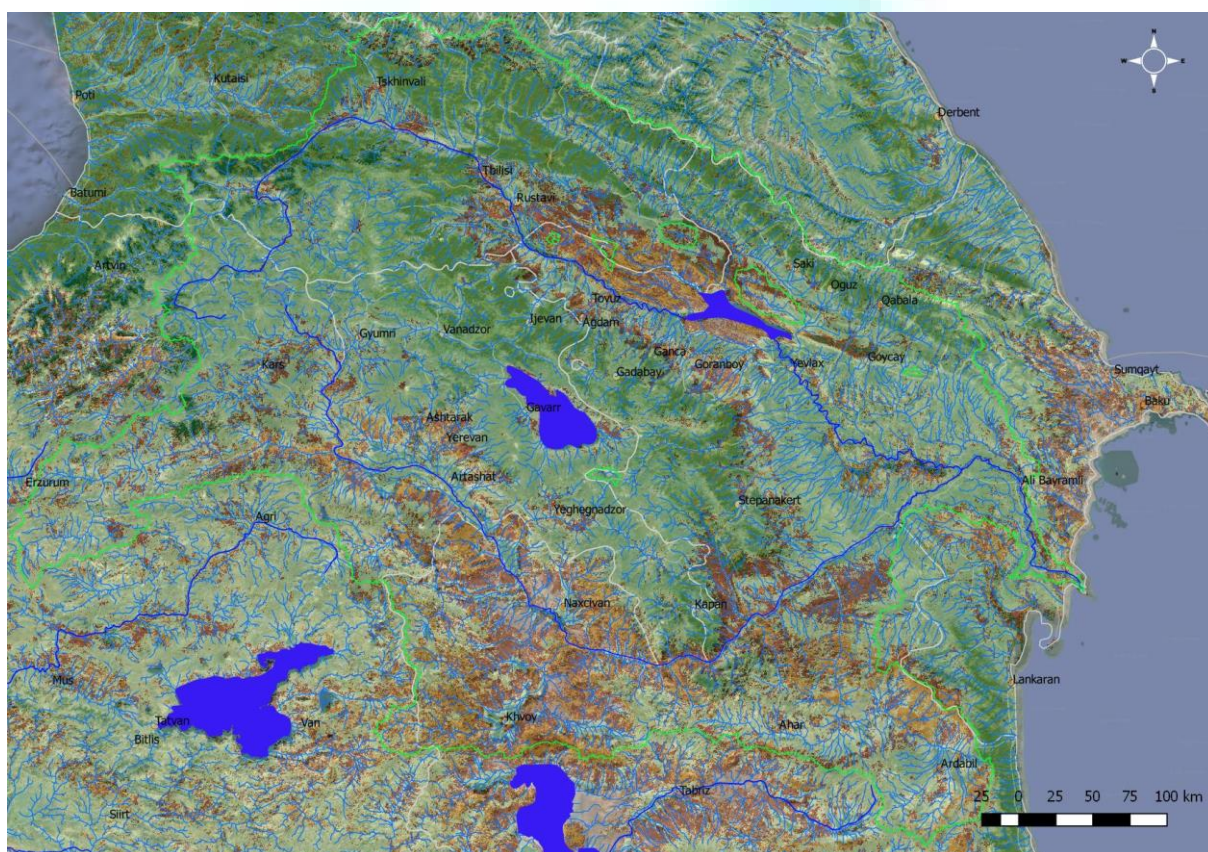 N
W E
S
Kutaisi
Tskhinvali
Poti
Derbent
Tbilisi
Batumi
Rustavi
Artvin
Saki
Oguz
Qabala
Tovuz
Ijevan
Agdam
Gyumri
Vanadzor
Ganca
Goranboy
Yevlax
Goycay
Kars
Gadabay
Sumqayt
Baku
Gavarr
Ashtarak
Yerevan
Artashat
Erzurum
Ali Bayramli
Stepanakert
Yeghegnadzor
Agri
Naxcivan
Kapan
Mus
Lankaran
Tatvan
Van
Khvoy
Ahar
Bitlis
Ardabil
Tabriz
25 0 25 50 75 100 km
Siirt